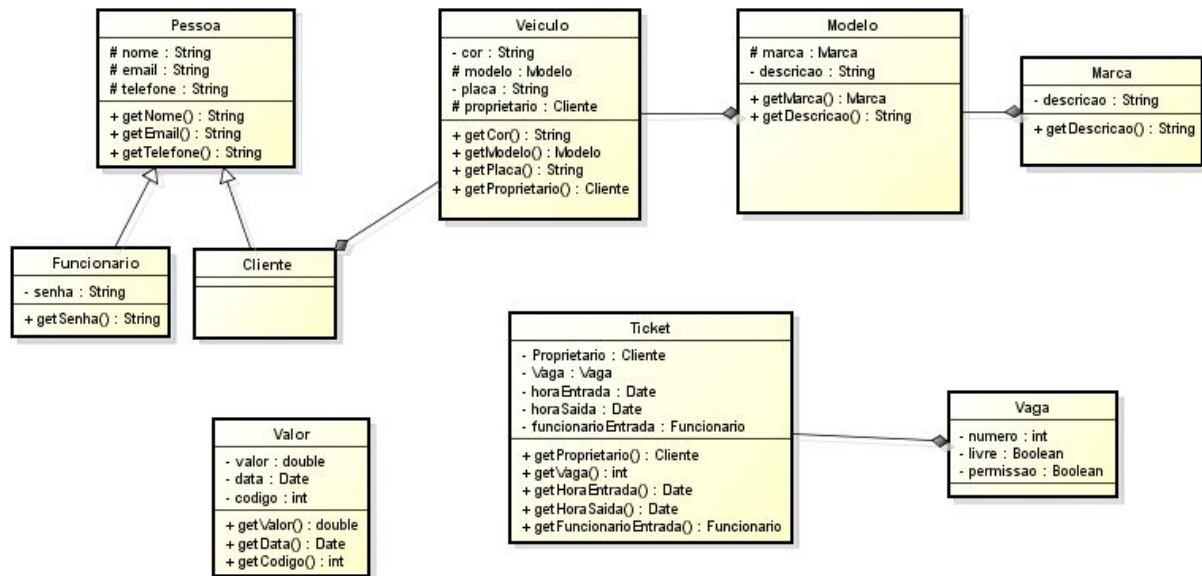 Pessoa
# nome : String
# email : String
# telefone : String
+ getNome() : String
+ getEmail() : String
+ getTelefone() : String
Veiculo
- cor : String
# modelo : Modelo
- placa : String
# proprietario : Cliente
+ getCor() : String
+ getModelo() : Modelo
+ getPlaca() : String
+ getProprietario() : Cliente
Modelo
# marca : Marca
- descricao : String
+ getMarca() : Marca
+ getDescricao() : String
Marca
- descricao : String
+ getDescricao() : String
Funcionario
- senha : String
+ getSenha() : String
Cliente
Ticket
- Proprietario : Cliente
- Vaga : Vaga
- horaEntrada : Date
- horaSaida : Date
- funcionarioEntrada : Funcionario
+ getProprietario() : Cliente
+ getVaga() : int
+ getHoraEntrada() : Date
+ getHoraSaida() : Date
+ getFuncionarioEntrada() : Funcionario
Vaga
- numero : int
- livre : Boolean
- permissao : Boolean
Valor
- valor : double
- data : Date
- codigo : int
+ getValor() : double
+ getData() : Date
+ getCodigo() : int